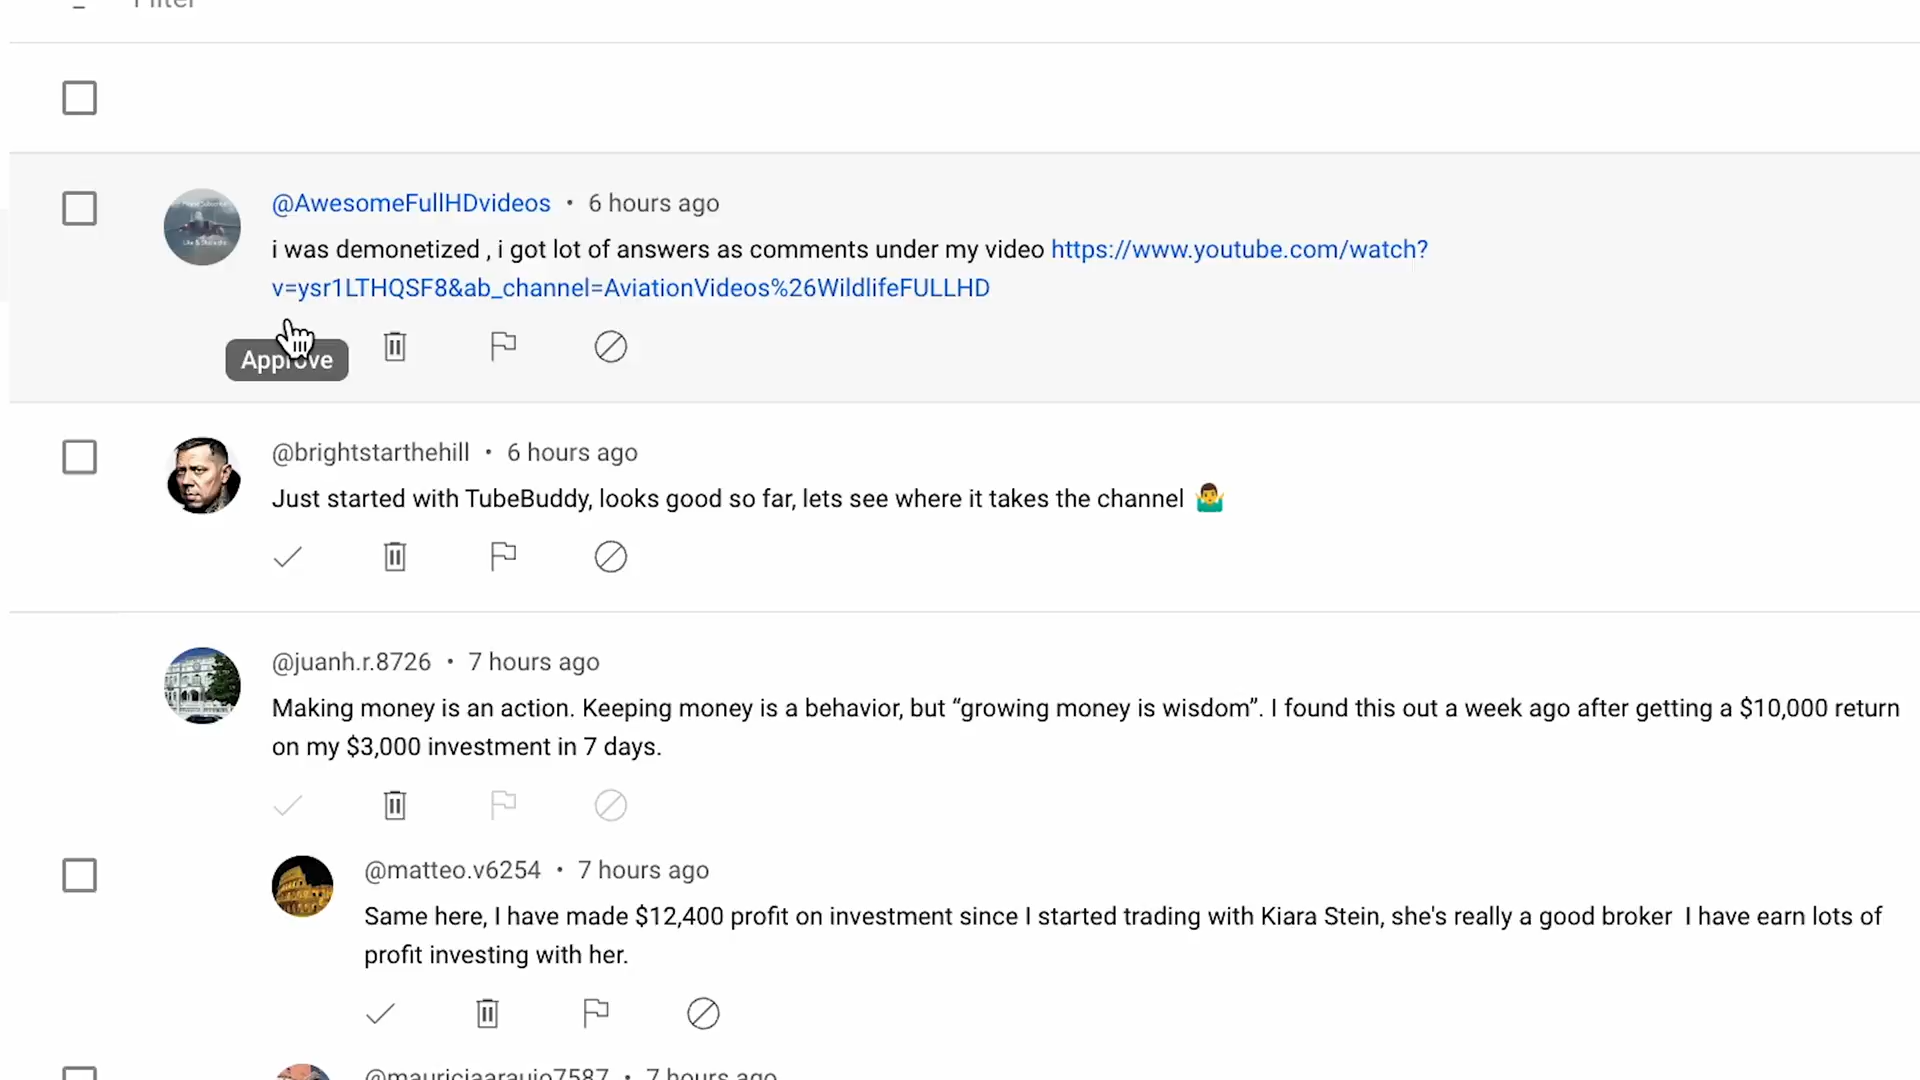 Filter
@AwesomeFullHDvideos • 6 hours ago
i was demonetized , i got lot of answers as comments under my video https://www.youtube.com/watch?
v=ysr1LTHQSF8&ab_channel=AviationVideos%26WildlifeFULLHD
Approve
@brightstarthehill • 6 hours ago
Just started with TubeBuddy, looks good so far, lets see where it takes the channel 🤷‍♂️
@juanh.r.8726 • 7 hours ago
Making money is an action. Keeping money is a behavior, but “growing money is wisdom”. I found this out a week ago after getting a $10,000 return
on my $3,000 investment in 7 days.
@matteo.v6254 • 7 hours ago
Same here, I have made $12,400 profit on investment since I started trading with Kiara Stein, she's really a good broker  I have earn lots of
profit investing with her.
@mauriciaaraujo7587 • 7 hours ago